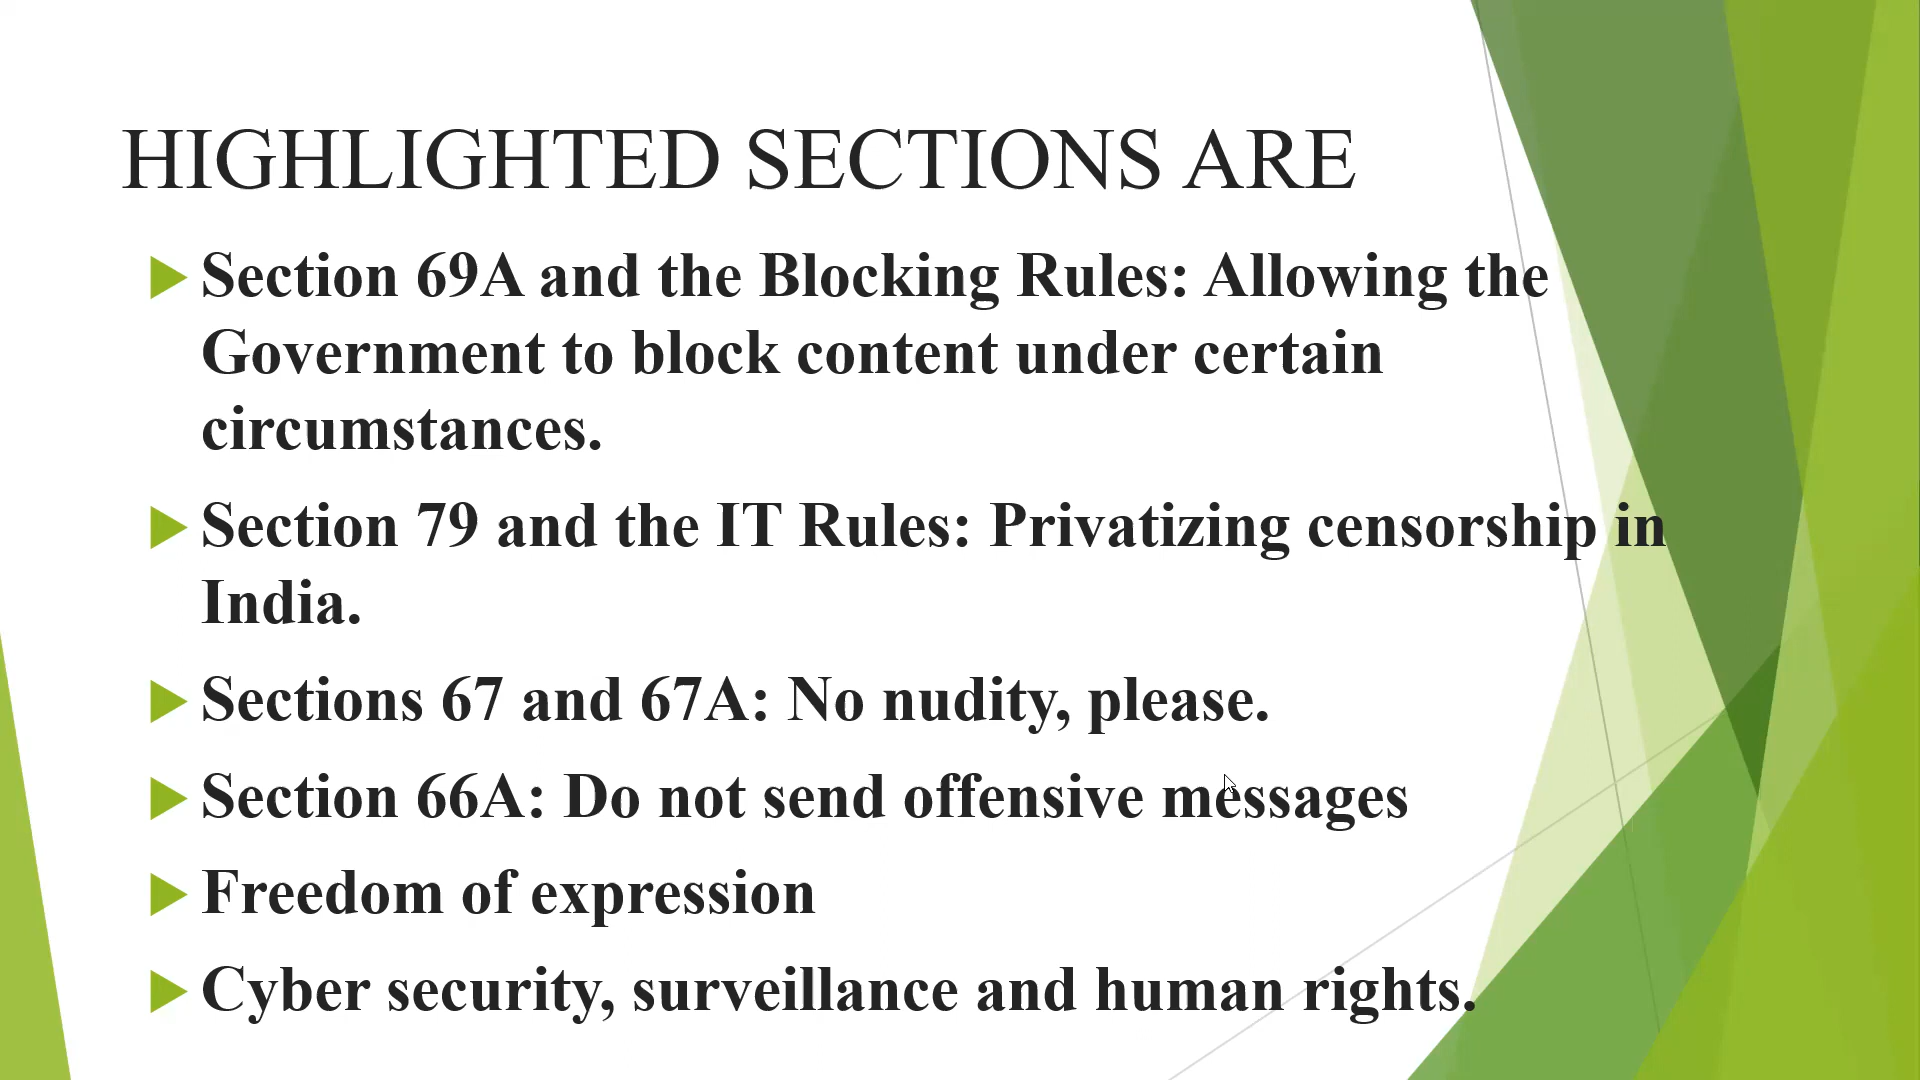 HIGHLIGHTED SECTIONS ARE
Section 69A and the Blocking Rules: Allowing the
Government to block content under certain
circumstances.
Section 79 and the IT Rules: Privatizing censorship in
India.
Sections 67 and 67A: No nudity, please.
Section 66A: Do not send offensive messages
Freedom of expression
Cyber security, surveillance and human rights.